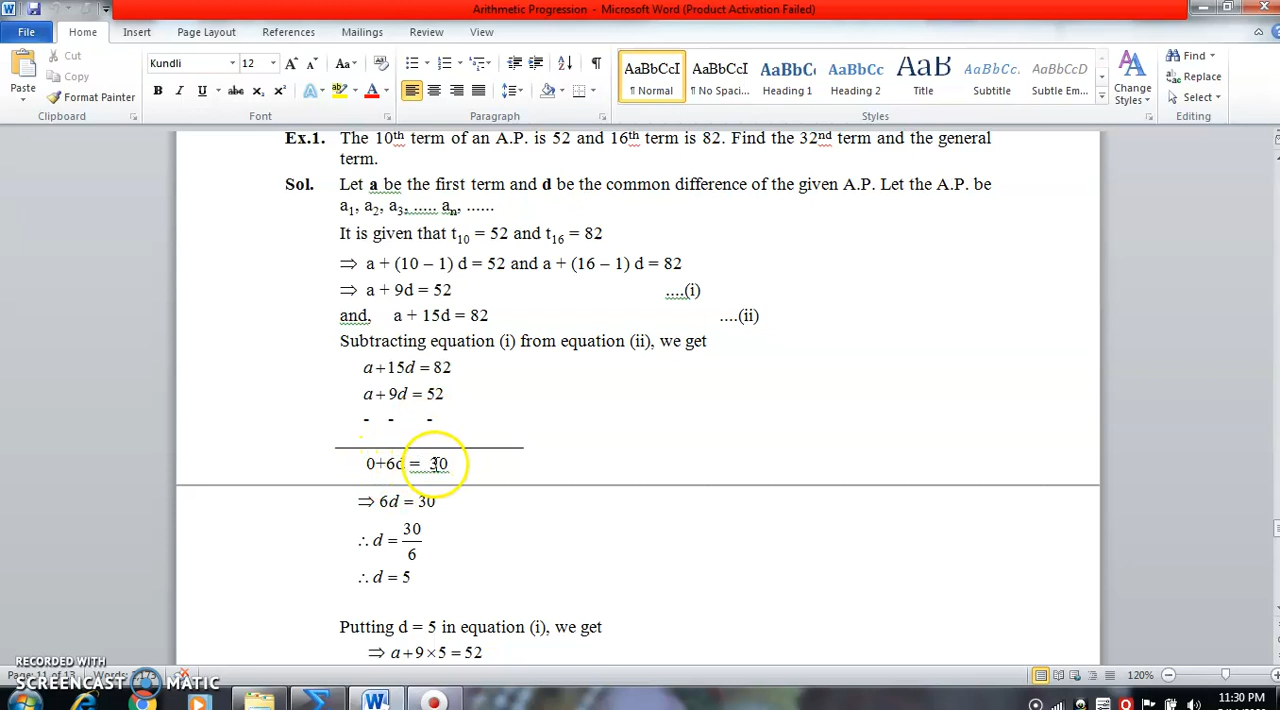 Arithmetic Progression - Microsoft Word (Product Activation Failed)
File Home Insert Page Layout References Mailings Review View
Paste
Cut
Copy
Format Painter
Clipboard
Kundli 12
Font
Paragraph
AaBbCcI AaBbCcI AaBbC AaBbCc AaB AaBbCc. AaBbCcI
¶ Normal ¶ No Spaci... Heading 1 Heading 2 Title Subtitle Subtle Em...
Styles
Change Styles
Find
Replace
Select
Editing
Ex.1. The 10th term of an A.P. is 52 and 16th term is 82. Find the 32nd term and the general
term.
Sol. Let a be the first term and d be the common difference of the given A.P. Let the A.P. be
a1, a2, a3, ..... an, ......
It is given that t10 = 52 and t16 = 82
⇒ a + (10 – 1) d = 52 and a + (16 – 1) d = 82
⇒ a + 9d = 52 ....(i)
and, a + 15d = 82 ....(ii)
Subtracting equation (i) from equation (ii), we get
a+15d = 82
a+9d = 52
- - -
0+6d = 30
⇒ 6d = 30
∴ d = 30/6
∴ d = 5
Putting d = 5 in equation (i), we get
⇒ a+9×5 = 52
RECORDED WITH
SCREENCAST MATIC
Page: 11 of 13
120%
11:30 PM